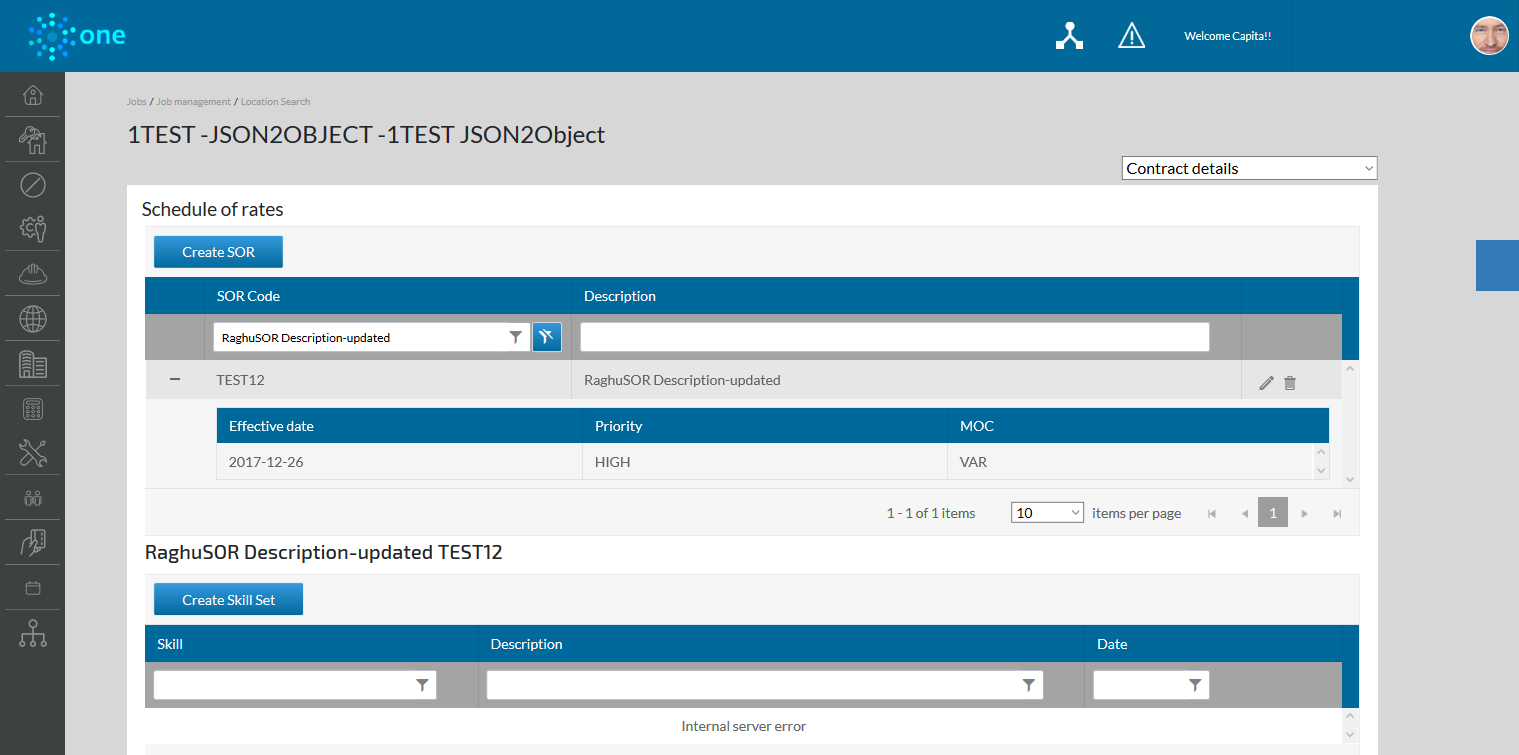 one
Welcome Capita!!
Jobs / Job management / Location Search
1TEST -JSON2OBJECT -1TEST JSON2Object
Contract details
Schedule of rates
Create SOR
SOR Code Description
RaghuSOR Description-updated
TEST12 RaghuSOR Description-updated
Effective date Priority MOC
2017-12-26 HIGH VAR
1 - 1 of 1 items 10 items per page 1
RaghuSOR Description-updated TEST12
Create Skill Set
Skill Description Date
Internal server error